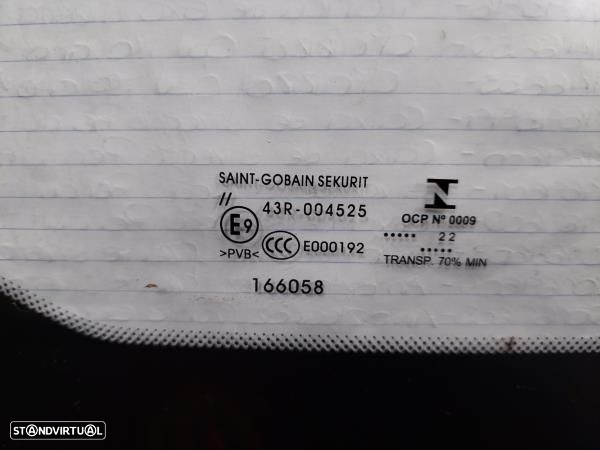 SAINT-GOBAIN SEKURIT
//
43R-004525
E9
CCC E000192
>PVB<
166058
N
OCP Nº 0009
••••• 22
•••••
TRANSP. 70% MIN
STANDVIRTUAL